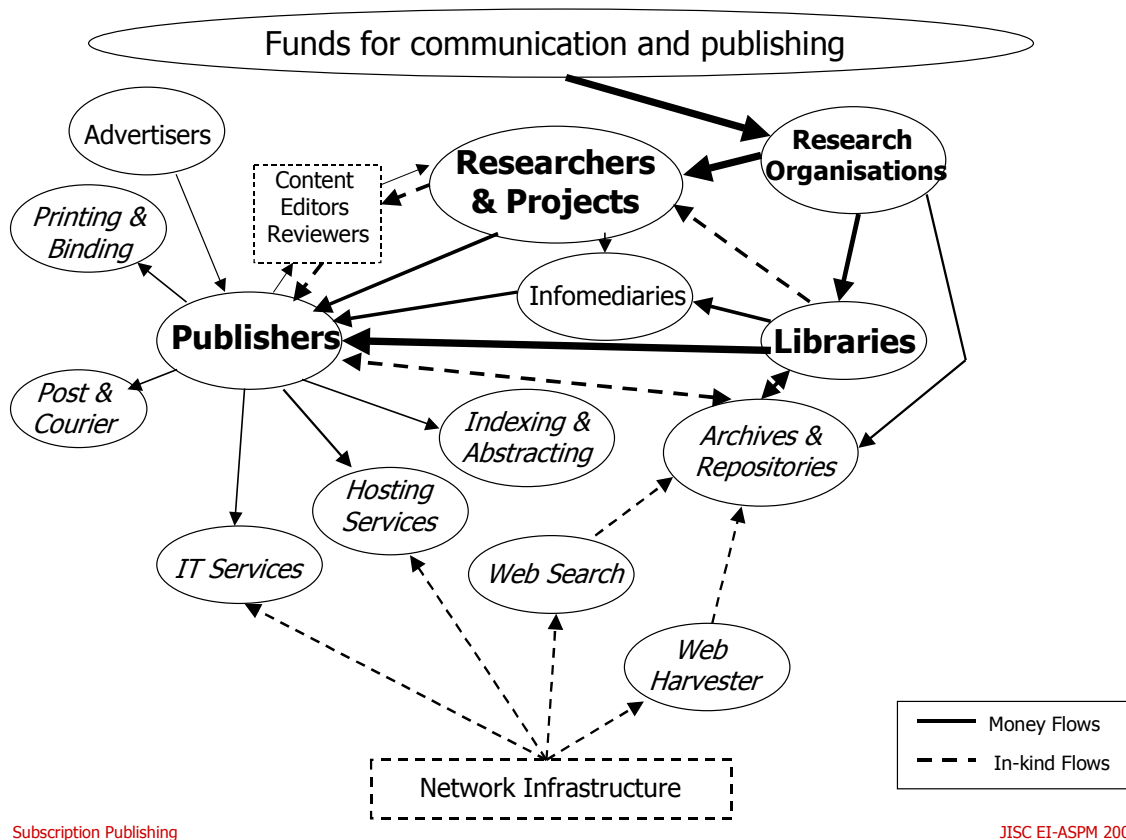 Funds for communication and publishing
Advertisers
Research
Organisations
Researchers
& Projects
Content
Editors
Reviewers
Printing &
Binding
Infomediaries
Publishers
Libraries
Post &
Courier
Indexing &
Abstracting
Archives &
Repositories
Hosting
Services
IT Services
Web Search
Web
Harvester
Money Flows
In-kind Flows
Network Infrastructure
Subscription Publishing
JISC EI-ASPM 200